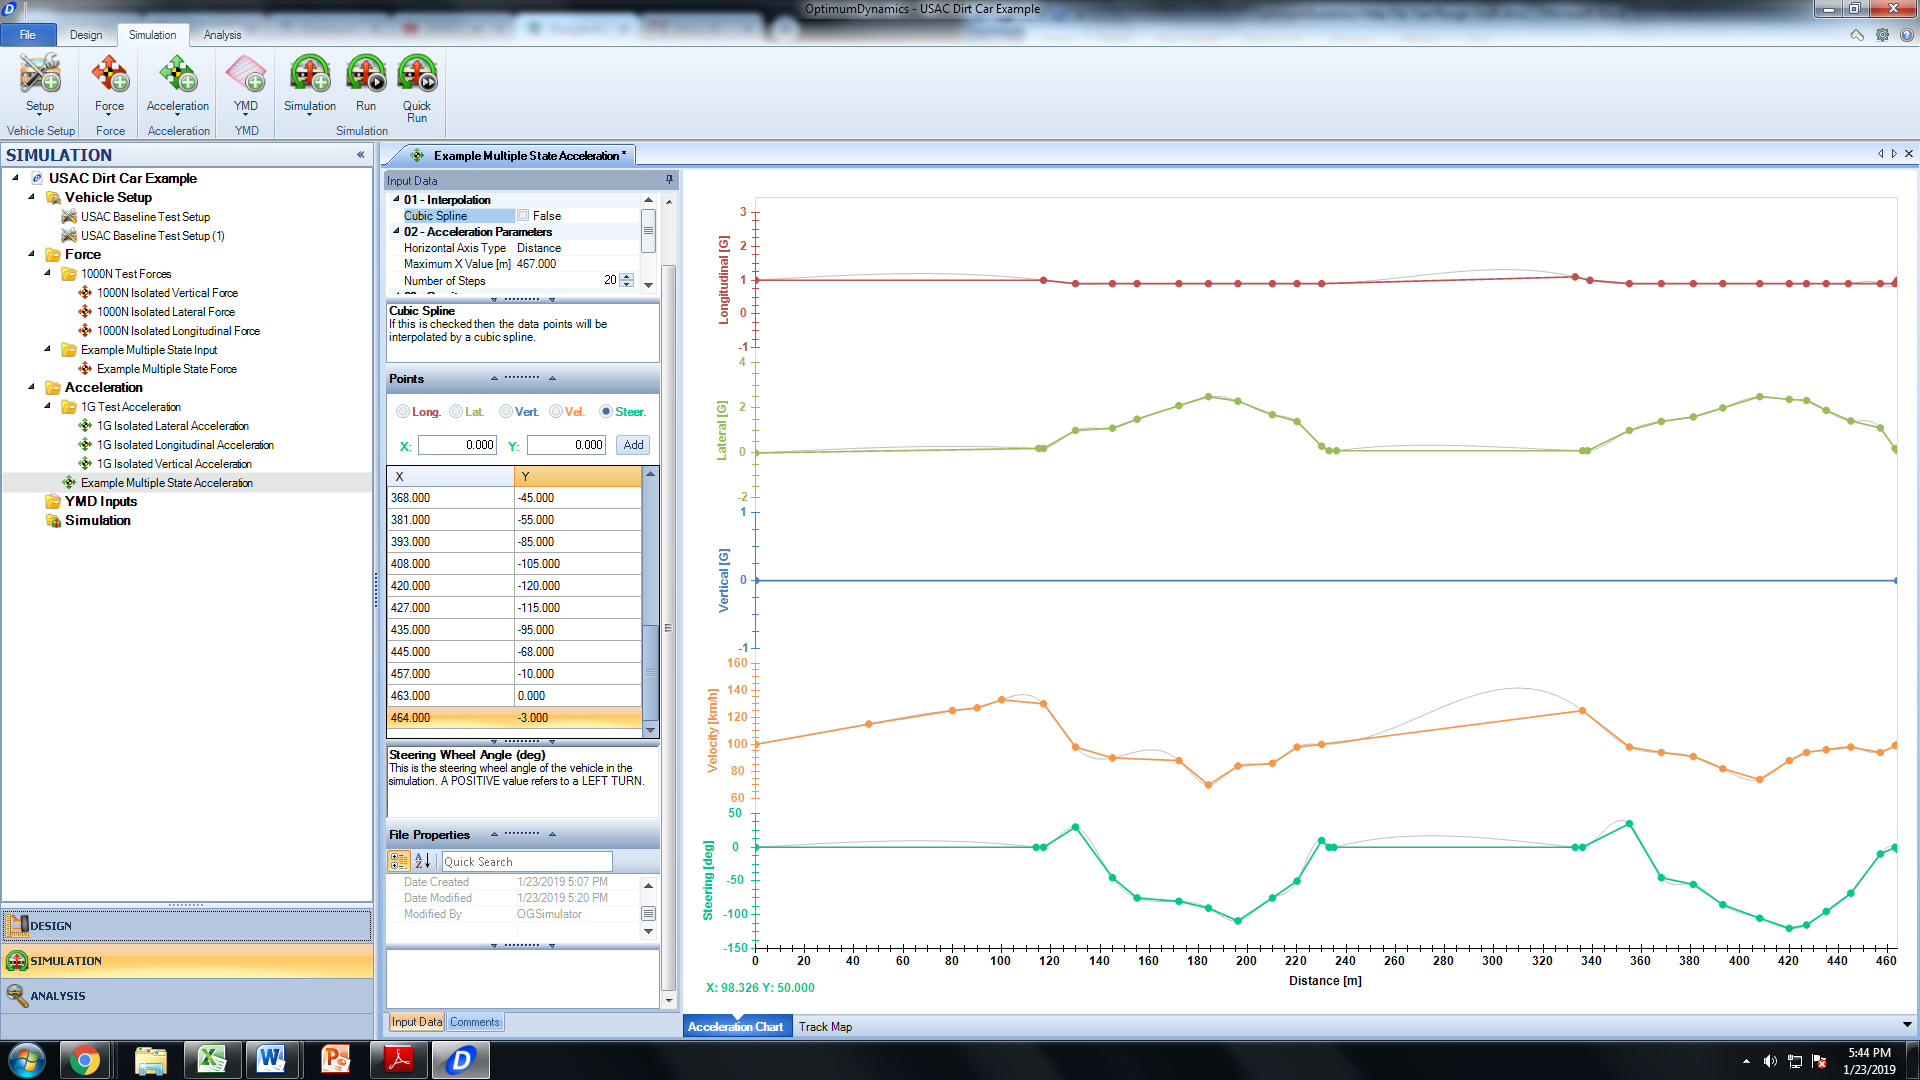 OptimumDynamics - USAC Dirt Car Example
File Design Simulation Analysis
Setup Force Acceleration YMD Simulation Run Quick Run
Vehicle Setup Force Acceleration YMD Simulation
SIMULATION
USAC Dirt Car Example
Vehicle Setup
USAC Baseline Test Setup
USAC Baseline Test Setup (1)
Force
1000N Test Forces
1000N Isolated Vertical Force
1000N Isolated Lateral Force
1000N Isolated Longitudinal Force
Example Multiple State Input
Example Multiple State Force
Acceleration
1G Test Acceleration
1G Isolated Lateral Acceleration
1G Isolated Longitudinal Acceleration
1G Isolated Vertical Acceleration
Example Multiple State Acceleration
YMD Inputs
Simulation
DESIGN
SIMULATION
ANALYSIS
Example Multiple State Acceleration *
Input Data
01 - Interpolation
Cubic Spline False
02 - Acceleration Parameters
Horizontal Axis Type Distance
Maximum X Value [m] 467.000
Number of Steps 20
Cubic Spline
If this is checked then the data points will be
interpolated by a cubic spline.
Points
Long. Lat. Vert. Vel. Steer.
X: 0.000 Y: 0.000 Add
X Y
368.000 -45.000
381.000 -55.000
393.000 -85.000
408.000 -105.000
420.000 -120.000
427.000 -115.000
435.000 -95.000
445.000 -68.000
457.000 -10.000
463.000 0.000
464.000 -3.000
Steering Wheel Angle (deg)
This is the steering wheel angle of the vehicle in the
simulation. A POSITIVE value refers to a LEFT TURN.
File Properties
Quick Search
Date Created 1/23/2019 5:07 PM
Date Modified 1/23/2019 5:20 PM
Modified By OGSimulator
Input Data Comments
Longitudinal [G]
3
2
1
0
-1
Lateral [G]
4
2
0
-2
Vertical [G]
1
0
-1
Velocity [km/h]
160
140
120
100
80
60
Steering [deg]
50
0
-50
-100
-150
0 20 40 60 80 100 120 140 160 180 200 220 240 260 280 300 320 340 360 380 400 420 440 460
Distance [m]
X: 98.326 Y: 50.000
Acceleration Chart Track Map
5:44 PM
1/23/2019